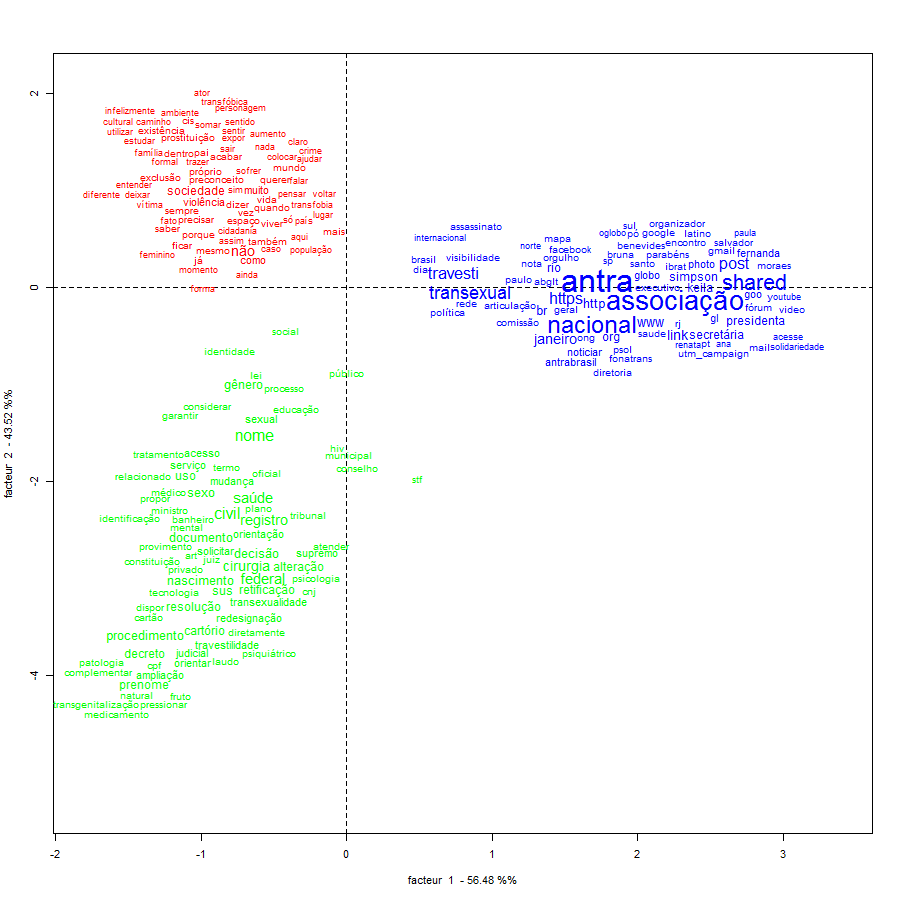 ator
transfóbica
infelizmente ambiente personagem
cultural caminho cis somar sentido
utilizar existência sentir aumento
estudar prostituição expor claro
família dentro pai sair nada crime
formal trazer acabar colocar ajudar
próprio sofrer mundo
exclusão preconceito querer falar
entender sociedade sim muito pensar voltar
diferente deixar vida
vítima violência dizer quando transfobia
sempre vez lugar
fato precisar espaço viver só país
saber porque cidadania mais
ficar assim também aqui
feminino mesmo não caso população
já como
momento ainda
forma
assassinato sul organizador
internacional mapa oglobo pó google latino paula
norte facebook benevides encontro salvador
brasil visibilidade orgulho bruna parabéns gmail fernanda
dia nota rio sp santo ibrat photo post moraes
travesti paulo abglt antra globo simpson shared
transexual https http executivo keila goo youtube
rede articulação associação fórum video
política br geral
comissão nacional www rj gl presidenta
janeiro ong org saude link secretária acesse
noticiar psol renata pt ana mail solidariedade
antrabrasil fonatrans utm_campaign
diretoria
social
identidade
lei público
gênero processo
considerar educação
garantir sexual
nome
hiv
tratamento acesso municipal
serviço termo conselho
relacionado uso oficial stf
mudança
médico sexo
propor saúde
ministro civil plano
identificação banheiro registro tribunal
mental
documento orientação
provimento solicitar decisão atender
art supremo
constituição juiz
privado cirurgia alteração
nascimento federal psicologia
tecnologia sus retificação cnj
dispor resolução transexualidade
cartão redesignação
procedimento cartório diretamente
travestilidade
decreto judicial psiquiátrico
patologia cpf orientar laudo
complementar ampliação
prenome
natural fruto
transgenitalização pressionar
medicamento
2
0
-2
-4
facteur 2 - 43.52 %%
-2 -1 0 1 2 3
facteur 1 - 56.48 %%